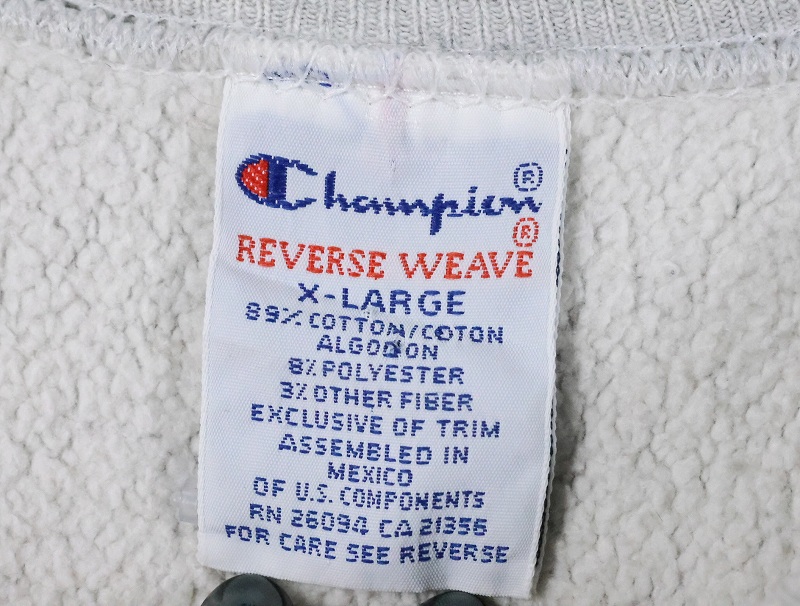 Champion®
REVERSE WEAVE®
X-LARGE
89% COTTON/COTON
ALGODON
8% POLYESTER
3% OTHER FIBER
EXCLUSIVE OF TRIM
ASSEMBLED IN
MEXICO
OF U.S. COMPONENTS
RN 26094 CA 21356
FOR CARE SEE REVERSE